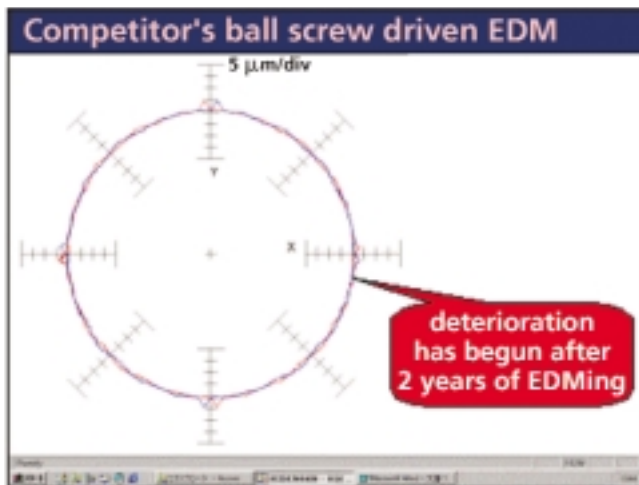 Competitor's ball screw driven EDM
5 µm/div
Y
X
deterioration
has begun after
2 years of EDMing